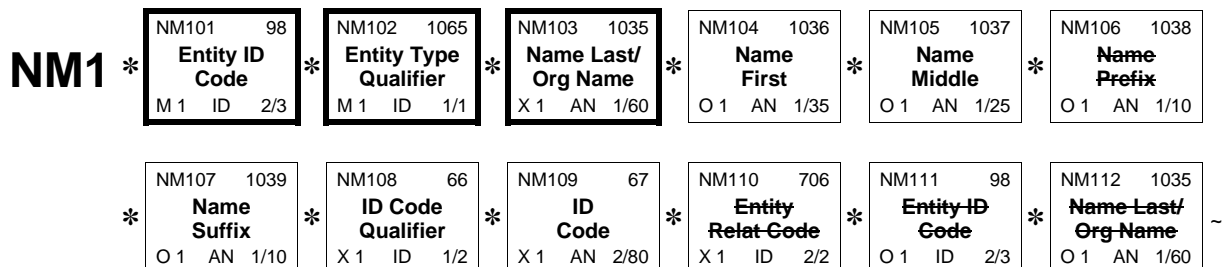 NM101 98 NM102 1065 NM103 1035 NM104 1036 NM105 1037 NM106 1038
NM1 * Entity ID Code * Entity Type Qualifier * Name Last/ Org Name * Name First * Name Middle * Name Prefix
M 1 ID 2/3 M 1 ID 1/1 X 1 AN 1/60 O 1 AN 1/35 O 1 AN 1/25 O 1 AN 1/10
NM107 1039 NM108 66 NM109 67 NM110 706 NM111 98 NM112 1035
* Name Suffix * ID Code Qualifier * ID Code * Entity Relat Code * Entity ID Code * Name Last/ Org Name ~
O 1 AN 1/10 X 1 ID 1/2 X 1 AN 2/80 X 1 ID 2/2 O 1 ID 2/3 O 1 AN 1/60